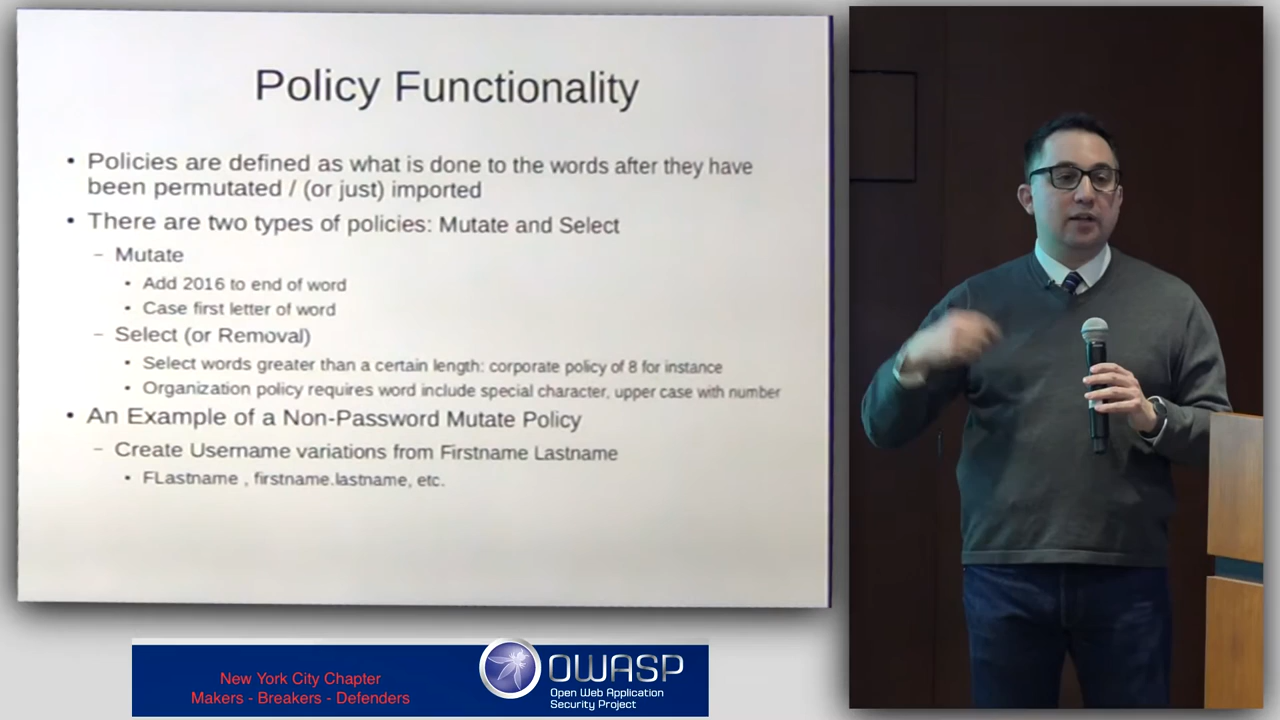 Policy Functionality
• Policies are defined as what is done to the words after they have
been permutated / (or just) imported
• There are two types of policies: Mutate and Select
– Mutate
• Add 2016 to end of word
• Case first letter of word
– Select (or Removal)
• Select words greater than a certain length: corporate policy of 8 for instance
• Organization policy requires word include special character, upper case with number
• An Example of a Non-Password Mutate Policy
– Create Username variations from Firstname Lastname
• FLastname , firstname.lastname, etc.
New York City Chapter
Makers - Breakers - Defenders
OWASP
Open Web Application
Security Project